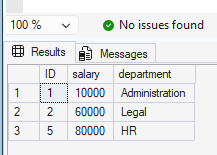 100 % No issues found
Results Messages
ID salary department
1 1 10000 Administration
2 2 60000 Legal
3 5 80000 HR